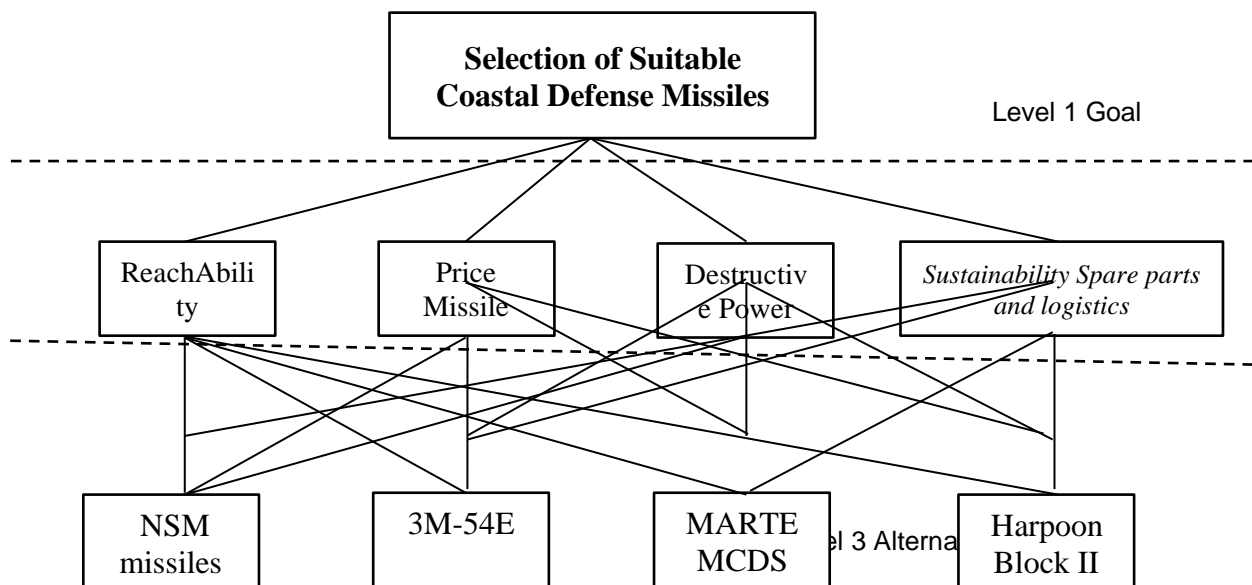 Selection of Suitable
Coastal Defense Missiles
Level 1 Goal
ReachAbili
ty
Price
Missile
Destructiv
e Power
Sustainability Spare parts
and logistics
NSM
missiles
3M-54E
MARTE
MCDS
el 3 Alterna
Harpoon
Block II